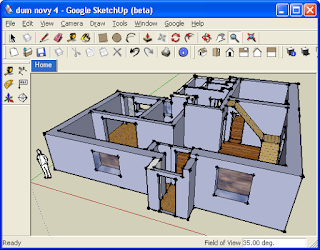 dum novy 4 - Google SketchUp (beta)
File Edit View Camera Draw Tools Window Google Help
Home
Ready
Field of View 35.00 deg.